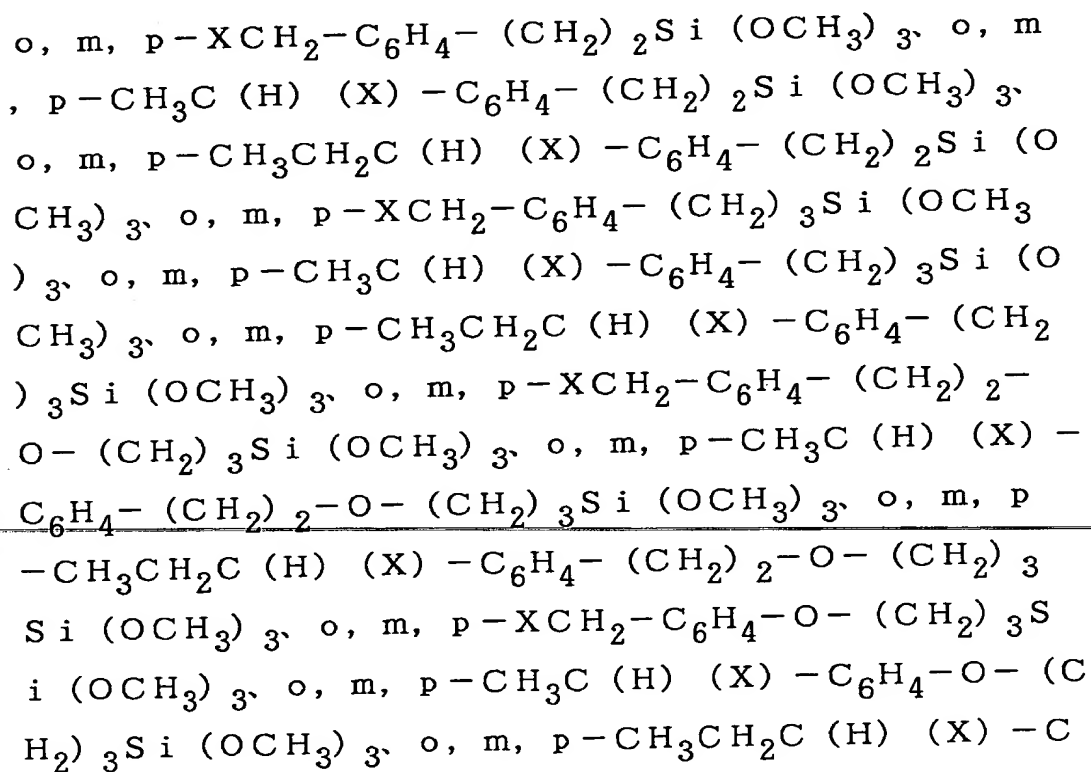 o, m, p－XCH₂－C₆H₄－ (CH₂) ₂Si (OCH₃) ₃、 o, m
, p－CH₃C (H) (X) －C₆H₄－ (CH₂) ₂Si (OCH₃) ₃、
o, m, p－CH₃CH₂C (H) (X) －C₆H₄－ (CH₂) ₂Si (O
CH₃) ₃、 o, m, p－XCH₂－C₆H₄－ (CH₂) ₃Si (OCH₃
) ₃、 o, m, p－CH₃C (H) (X) －C₆H₄－ (CH₂) ₃Si (O
CH₃) ₃、 o, m, p－CH₃CH₂C (H) (X) －C₆H₄－ (CH₂
) ₃Si (OCH₃) ₃、 o, m, p－XCH₂－C₆H₄－ (CH₂) ₂－
O－ (CH₂) ₃Si (OCH₃) ₃、 o, m, p－CH₃C (H) (X) －
C₆H₄－ (CH₂) ₂－O－ (CH₂) ₃Si (OCH₃) ₃、 o, m, p
－CH₃CH₂C (H) (X) －C₆H₄－ (CH₂) ₂－O－ (CH₂) ₃
Si (OCH₃) ₃、 o, m, p－XCH₂－C₆H₄－O－ (CH₂) ₃S
i (OCH₃) ₃、 o, m, p－CH₃C (H) (X) －C₆H₄－O－ (C
H₂) ₃Si (OCH₃) ₃、 o, m, p－CH₃CH₂C (H) (X) －C